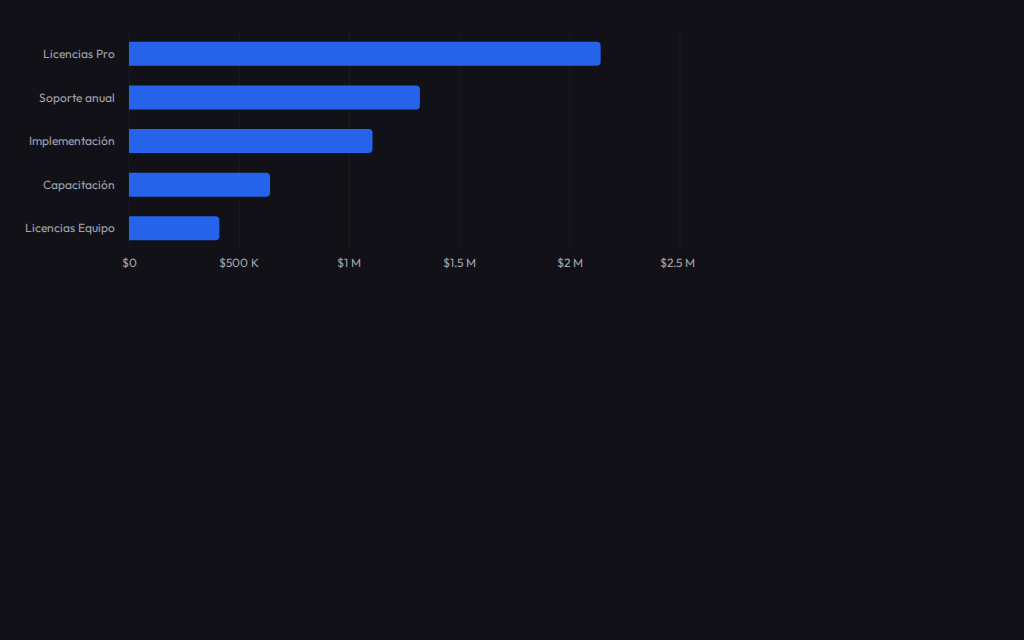 Licencias Pro
Soporte anual
Implementación
Capacitación
Licencias Equipo
$0 $500 K $1 M $1.5 M $2 M $2.5 M